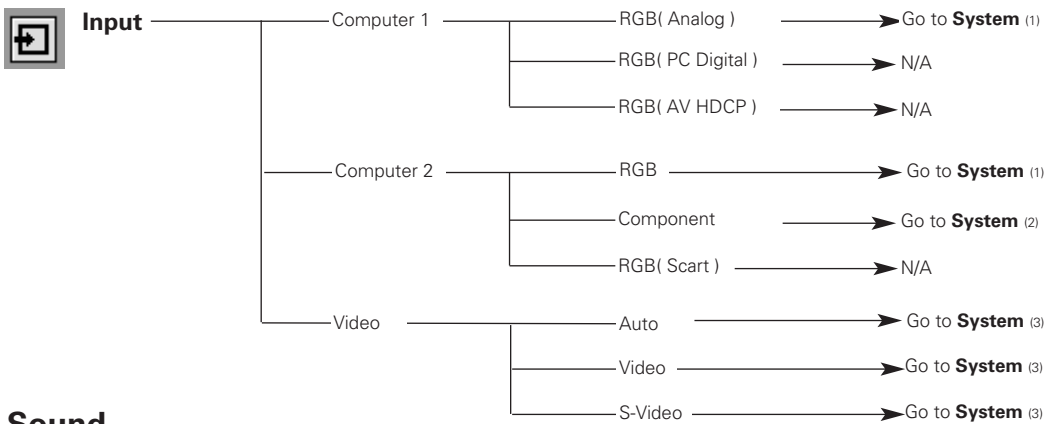 Input Computer 1 RGB( Analog ) Go to System (1)
RGB( PC Digital ) N/A
RGB( AV HDCP ) N/A
Computer 2 RGB Go to System (1)
Component Go to System (2)
RGB( Scart ) N/A
Video Auto Go to System (3)
Video Go to System (3)
S-Video Go to System (3)
Sound